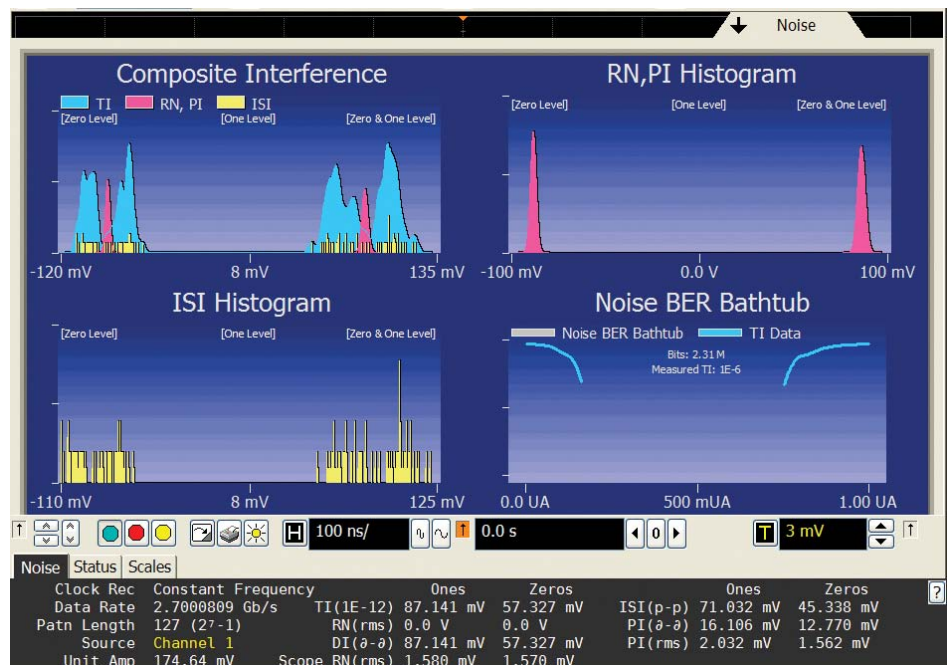 Noise
Composite Interference
TI RN, PI ISI
[Zero Level] [One Level] [Zero & One Level]
-120 mV 8 mV 135 mV
RN,PI Histogram
[Zero Level] [One Level] [Zero & One Level]
-100 mV 0.0 V 100 mV
ISI Histogram
[Zero Level] [One Level] [Zero & One Level]
-110 mV 8 mV 125 mV
Noise BER Bathtub
Noise BER Bathtub TI Data
Bits: 2.31 M
Measured TI: 1E-6
0.0 UA 500 mUA 1.00 UA
H 100 ns/ 0.0 s 0 T 3 mV
Noise Status Scales
?
Clock Rec Constant Frequency Ones Zeros Ones Zeros
Data Rate 2.7000809 Gb/s TI(1E-12) 87.141 mV 57.327 mV ISI(p-p) 71.032 mV 45.338 mV
Patn Length 127 (2⁷-1) RN(rms) 0.0 V 0.0 V PI(∂-∂) 16.106 mV 12.770 mV
Source Channel 1 DI(∂-∂) 87.141 mV 57.327 mV PI(rms) 2.032 mV 1.562 mV
Unit Amp 174.64 mV Scope RN(rms) 1.580 mV 1.570 mV